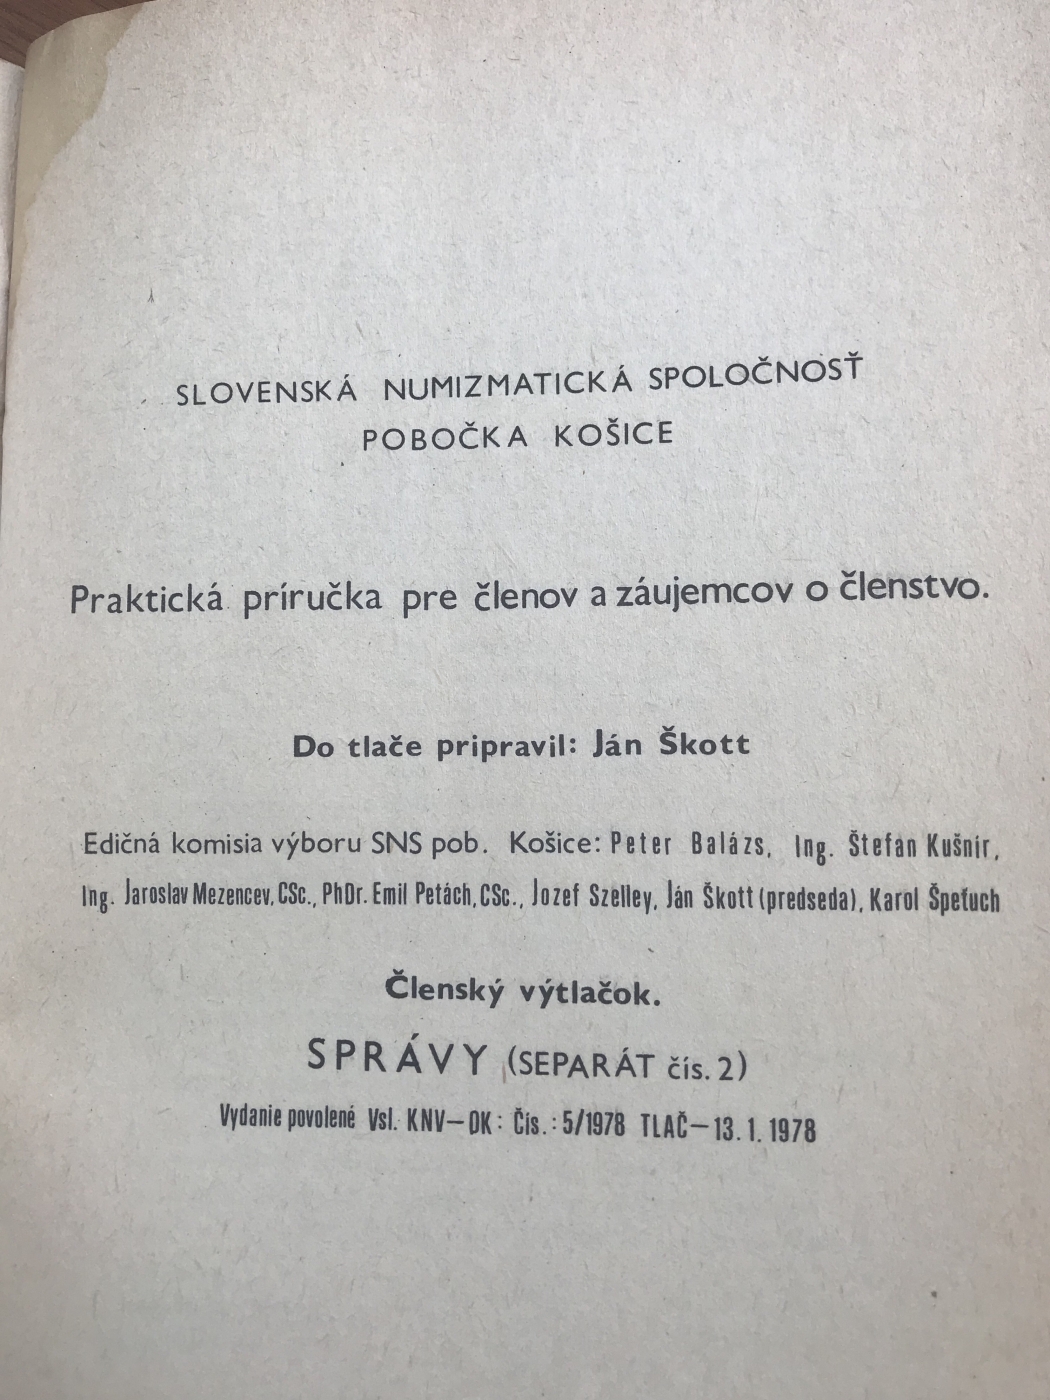 SLOVENSKÁ NUMIZMATICKÁ SPOLOČNOSŤ
POBOČKA KOŠICE
Praktická príručka pre členov a záujemcov o členstvo.
Do tlače pripravil: Ján Škott
Edičná komisia výboru SNS pob. Košice: Peter Balázs, Ing. Štefan Kušnír,
Ing. Jaroslav Mezencev, CSc., PhDr. Emil Petách, CSc., Jozef Szelley, Ján Škott (predseda), Karol Špeťuch
Členský výtlačok.
SPRÁVY (SEPARÁT čís. 2)
Vydanie povolené Vsl. KNV—OK: Čís.: 5/1978 TLAČ—13. 1. 1978